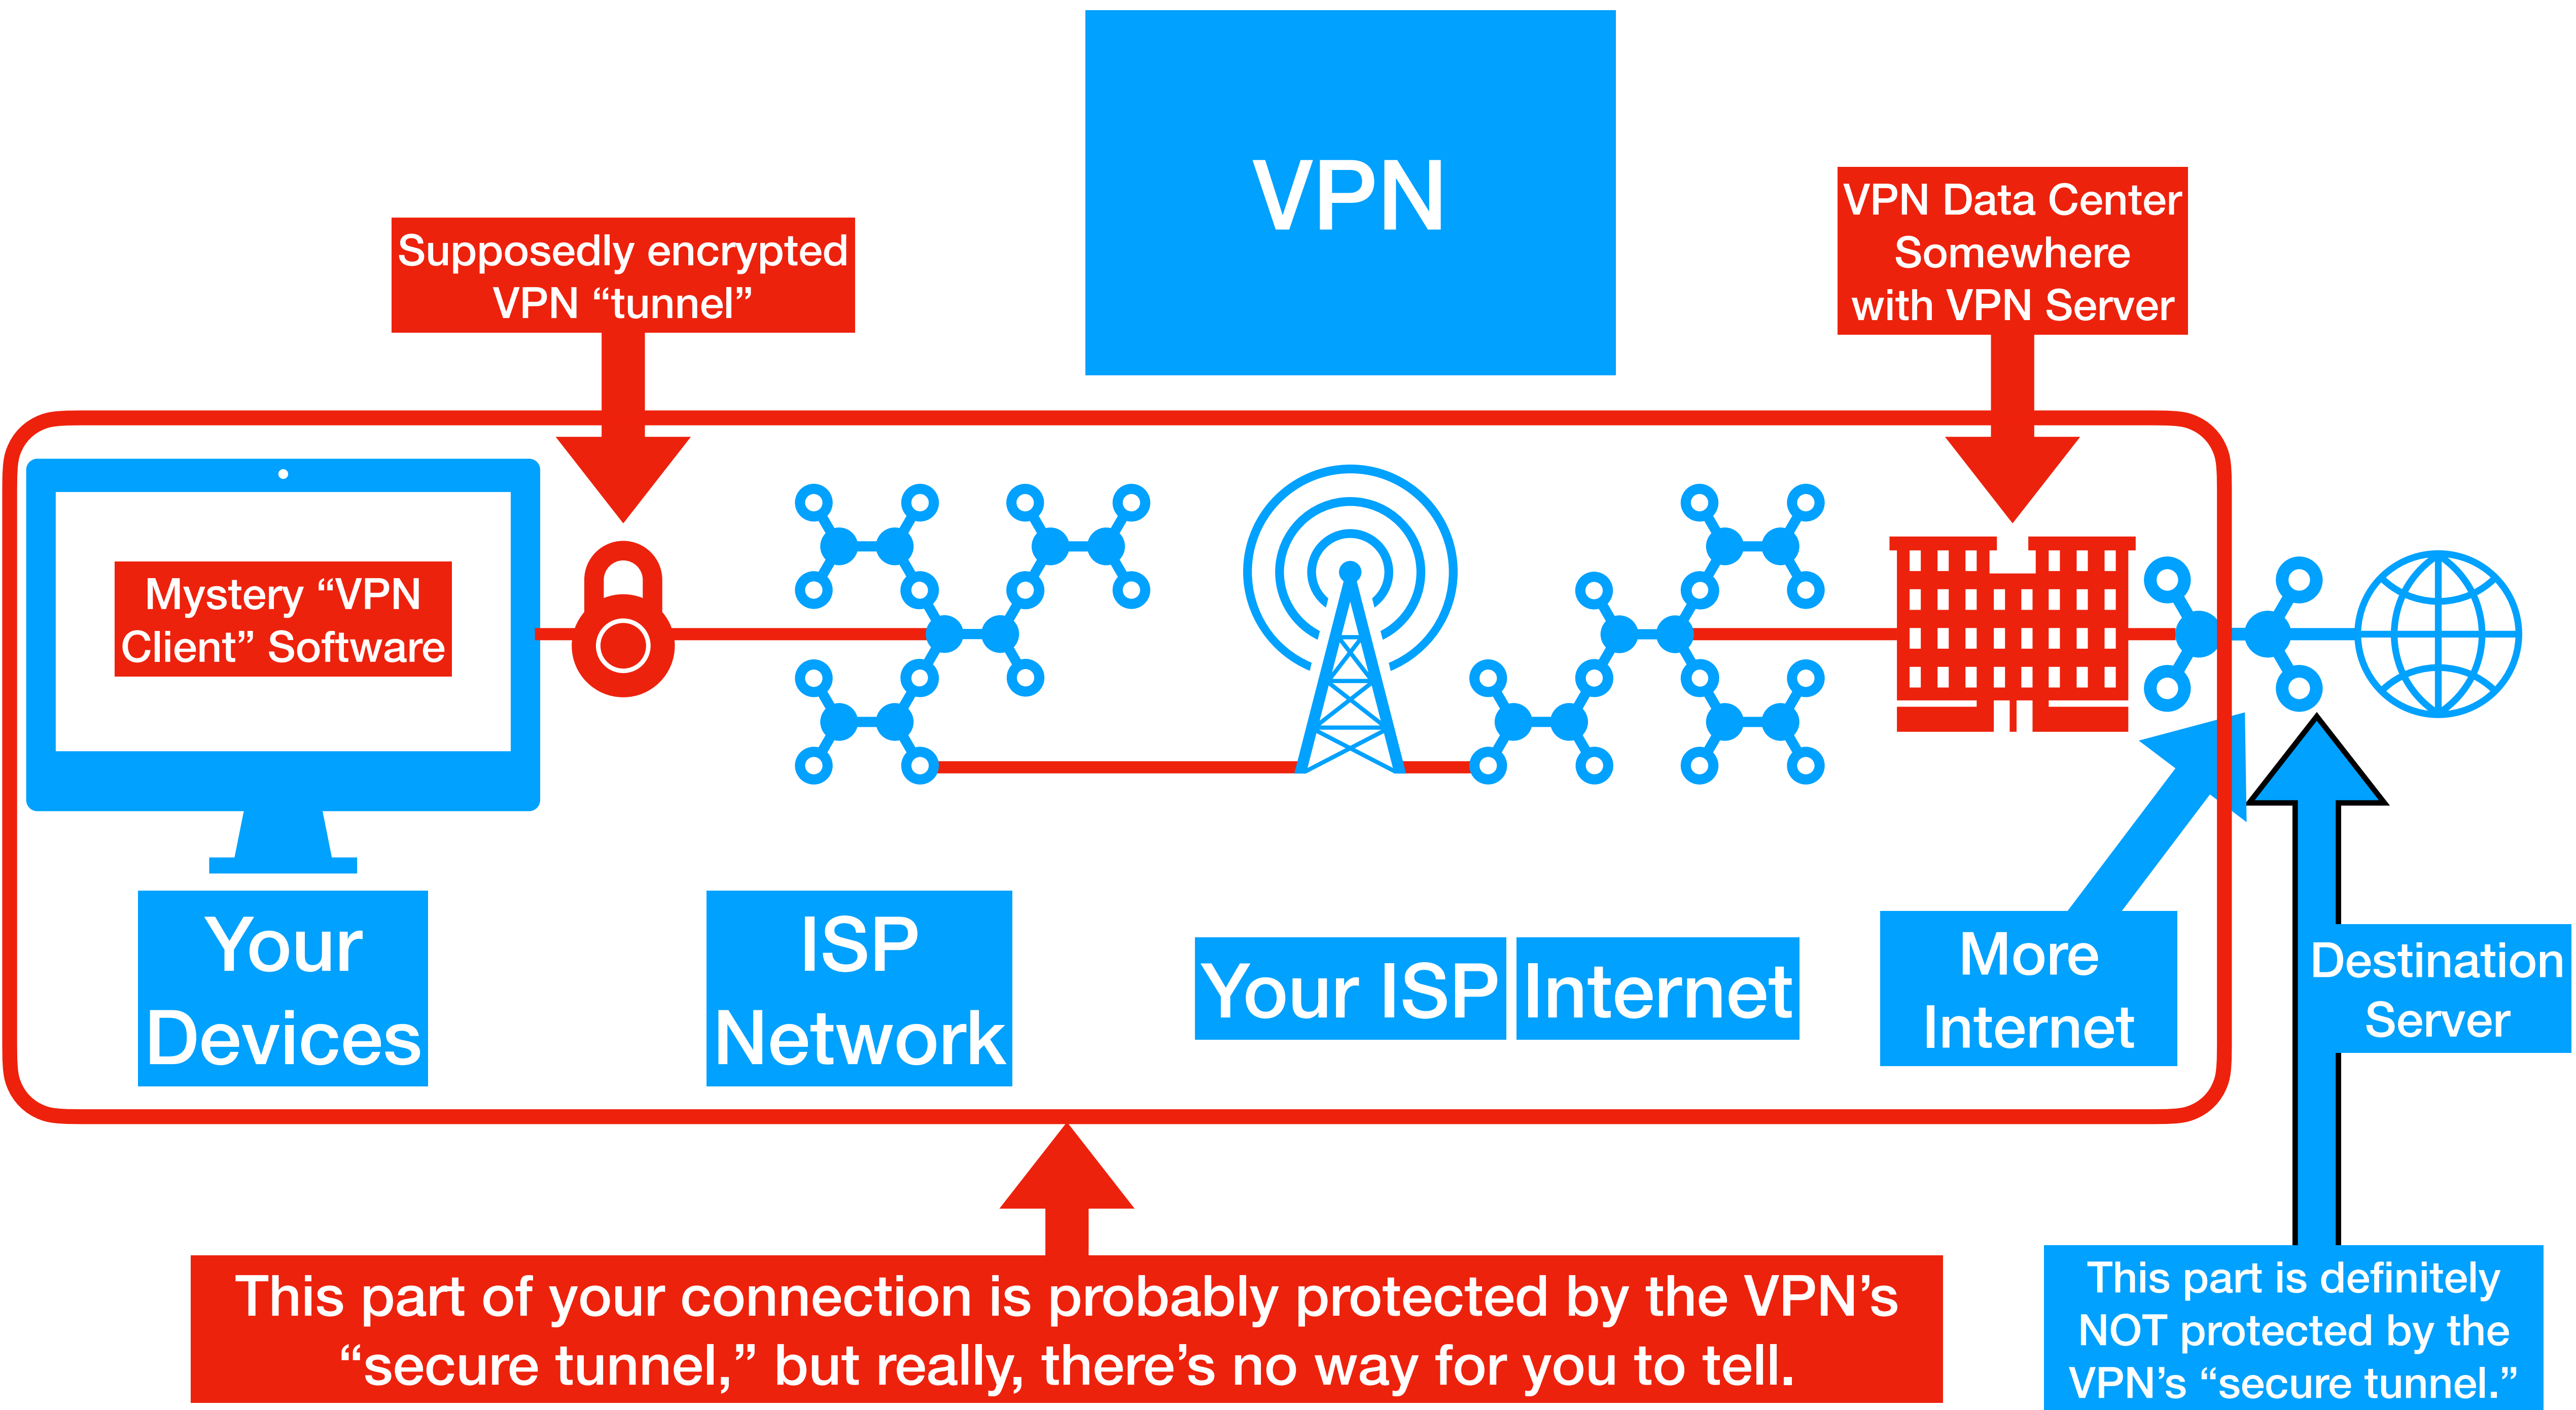 VPN
Supposedly encrypted
VPN “tunnel”
VPN Data Center
Somewhere
with VPN Server
Mystery “VPN
Client” Software
Your
Devices
ISP
Network
Your ISP
Internet
More
Internet
Destination
Server
This part of your connection is probably protected by the VPN’s
“secure tunnel,” but really, there’s no way for you to tell.
This part is definitely
NOT protected by the
VPN’s “secure tunnel.”